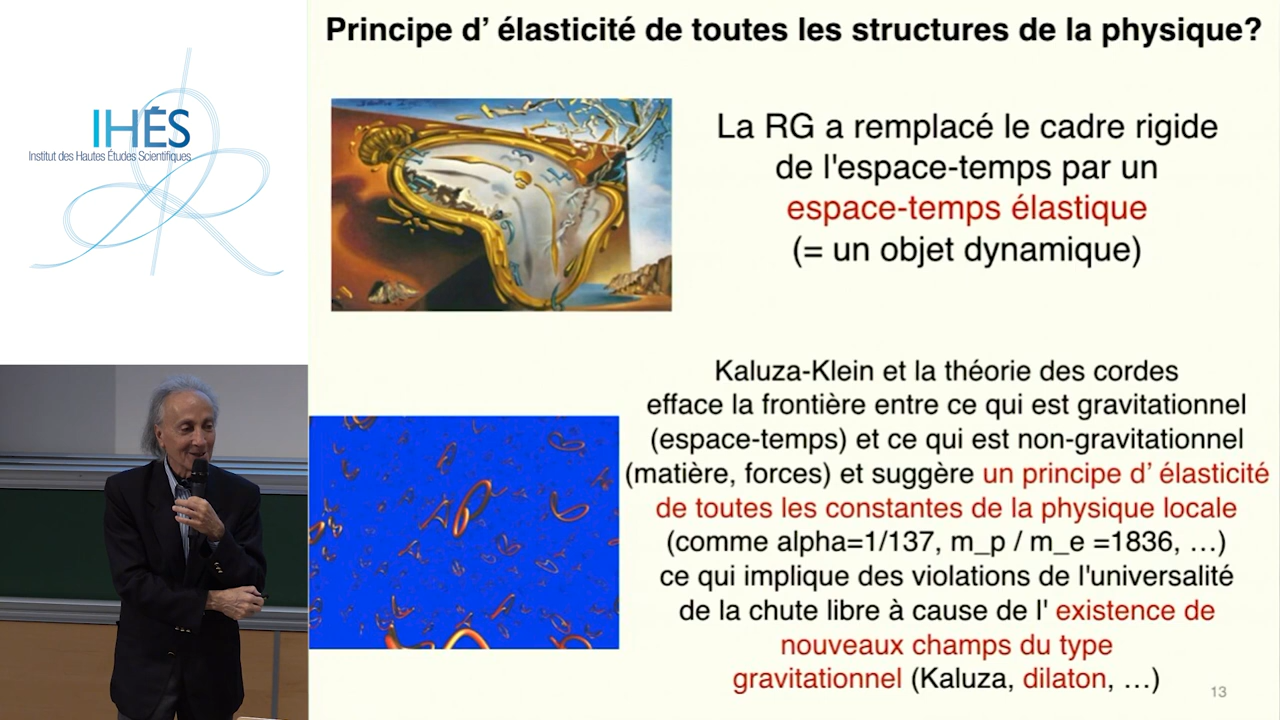 Principe d' élasticité de toutes les structures de la physique?
IHÉS
Institut des Hautes Études Scientifiques
La RG a remplacé le cadre rigide
de l'espace-temps par un
espace-temps élastique
(= un objet dynamique)
Kaluza-Klein et la théorie des cordes
efface la frontière entre ce qui est gravitationnel
(espace-temps) et ce qui est non-gravitationnel
(matière, forces) et suggère un principe d' élasticité
de toutes les constantes de la physique locale
(comme alpha=1/137, m_p / m_e =1836, …)
ce qui implique des violations de l'universalité
de la chute libre à cause de l' existence de
nouveaux champs du type
gravitationnel (Kaluza, dilaton, …)
13